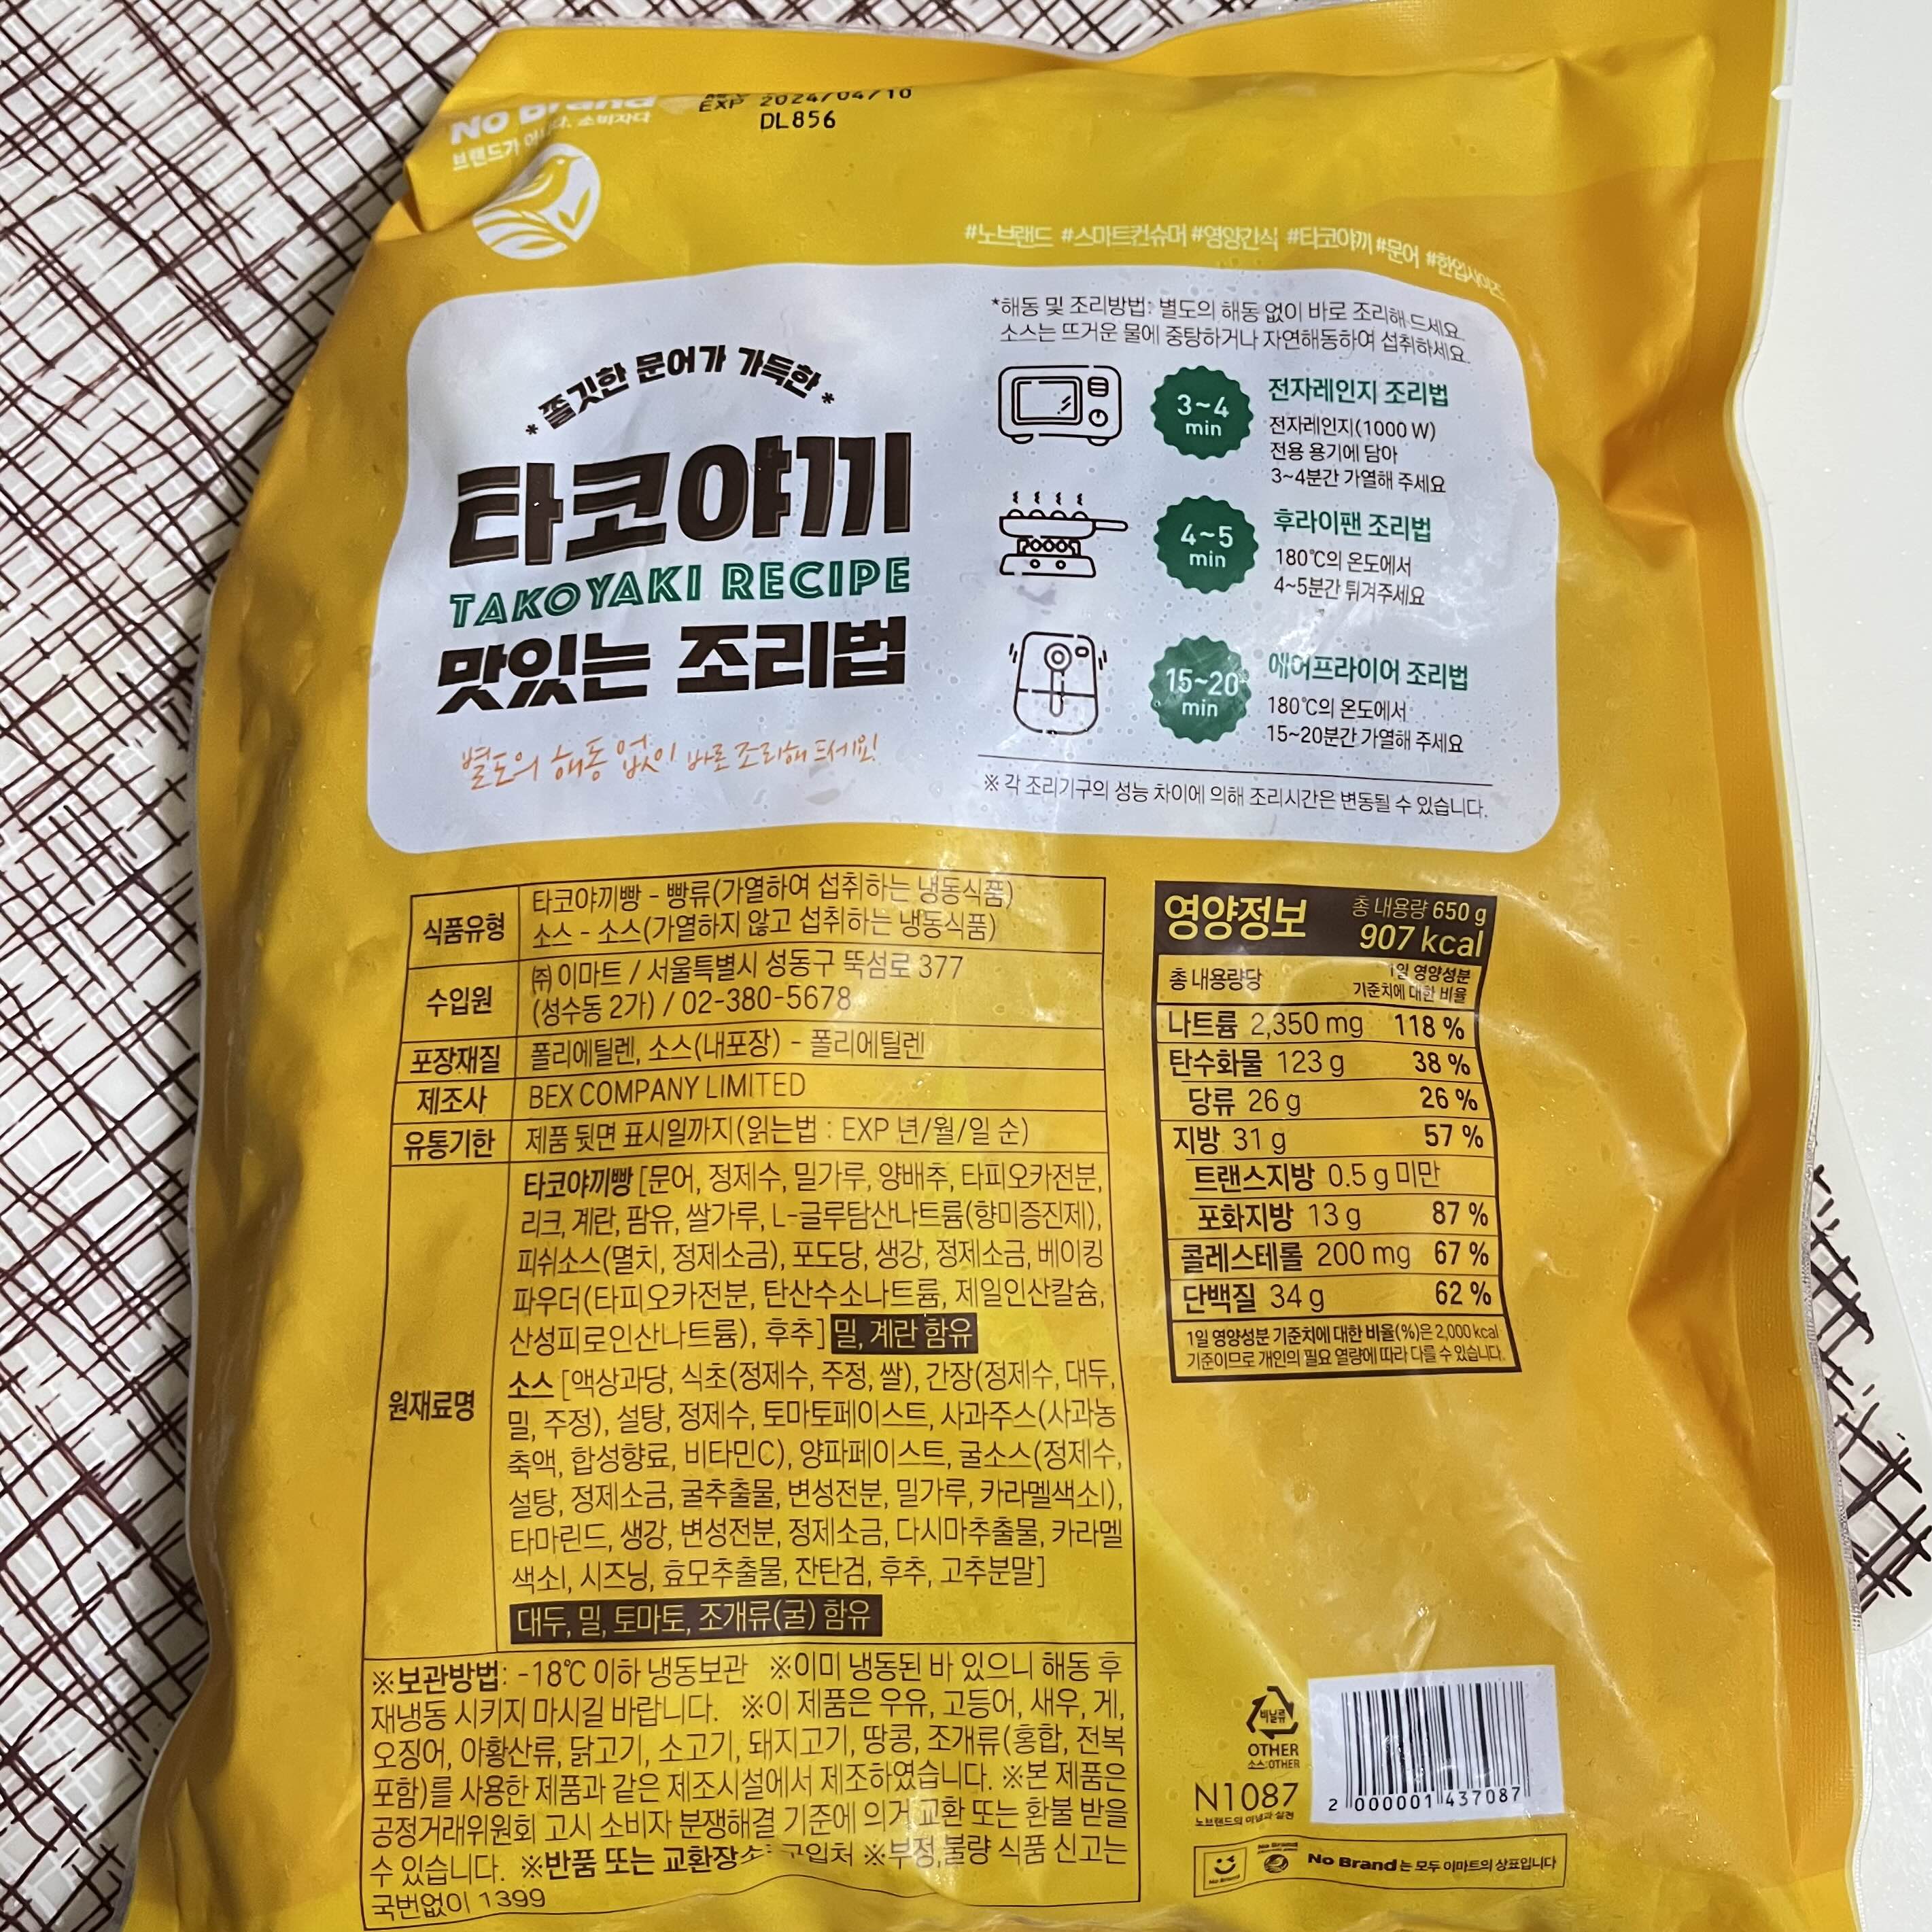 No Brand
브랜드가 아니다. 소비자다
EXP 2024/04/10
DL856
#노브랜드 #스마트컨슈머 #영양간식 #타코야끼 #문어 #한입사이즈
* 쫄깃한 문어가 가득한 *
타코야끼
TAKOYAKI RECIPE
맛있는 조리법
별도의 해동 없이 바로 조리해 드세요!
*해동 및 조리방법: 별도의 해동 없이 바로 조리해 드세요.
소스는 뜨거운 물에 중탕하거나 자연해동하여 섭취하세요.
3~4
min
전자레인지 조리법
전자레인지(1000 W)
전용 용기에 담아
3~4분간 가열해 주세요
4~5
min
후라이팬 조리법
180℃의 온도에서
4~5분간 튀겨주세요
15~20
min
에어프라이어 조리법
180℃의 온도에서
15~20분간 가열해 주세요
※ 각 조리기구의 성능 차이에 의해 조리시간은 변동될 수 있습니다.
식품유형
타코야끼빵 - 빵류(가열하여 섭취하는 냉동식품)
소스 - 소스(가열하지 않고 섭취하는 냉동식품)
수입원
㈜ 이마트 / 서울특별시 성동구 뚝섬로 377
(성수동 2가) / 02-380-5678
포장재질 폴리에틸렌, 소스(내포장) - 폴리에틸렌
제조사 BEX COMPANY LIMITED
유통기한 제품 뒷면 표시일까지(읽는법 : EXP 년/월/일 순)
원재료명
타코야끼빵 [문어, 정제수, 밀가루, 양배추, 타피오카전분,
리크, 계란, 팜유, 쌀가루, L-글루탐산나트륨(향미증진제),
피쉬소스(멸치, 정제소금), 포도당, 생강, 정제소금, 베이킹
파우더(타피오카전분, 탄산수소나트륨, 제일인산칼슘,
산성피로인산나트륨), 후추] 밀, 계란 함유
소스 [액상과당, 식초(정제수, 주정, 쌀), 간장(정제수, 대두,
밀, 주정), 설탕, 정제수, 토마토페이스트, 사과주스(사과농
축액, 합성향료, 비타민C), 양파페이스트, 굴소스(정제수,
설탕, 정제소금, 굴추출물, 변성전분, 밀가루, 카라멜색소I),
타마린드, 생강, 변성전분, 정제소금, 다시마추출물, 카라멜
색소I, 시즈닝, 효모추출물, 잔탄검, 후추, 고추분말]
대두, 밀, 토마토, 조개류(굴) 함유
※보관방법: -18℃ 이하 냉동보관 ※이미 냉동된 바 있으니 해동 후
재냉동 시키지 마시길 바랍니다. ※이 제품은 우유, 고등어, 새우, 게,
오징어, 아황산류, 닭고기, 소고기, 돼지고기, 땅콩, 조개류(홍합, 전복
포함)를 사용한 제품과 같은 제조시설에서 제조하였습니다. ※본 제품은
공정거래위원회 고시 소비자 분쟁해결 기준에 의거 교환 또는 환불 받을
수 있습니다. ※반품 또는 교환장소: 구입처 ※부정,불량 식품 신고는
국번없이 1399
영양정보
총 내용량 650 g
907 kcal
총 내용량당
1일 영양성분
기준치에 대한 비율
나트륨 2,350 mg 118 %
탄수화물 123 g 38 %
당류 26 g 26 %
지방 31 g 57 %
트랜스지방 0.5 g 미만
포화지방 13 g 87 %
콜레스테롤 200 mg 67 %
단백질 34 g 62 %
1일 영양성분 기준치에 대한 비율(%)은 2,000 kcal
기준이므로 개인의 필요 열량에 따라 다를 수 있습니다.
비닐류
OTHER
소스:OTHER
N1087
노브랜드의 이념과 실천
2 000001 437087
No Brand
No Brand
No Brand는 모두 이마트의 상표입니다